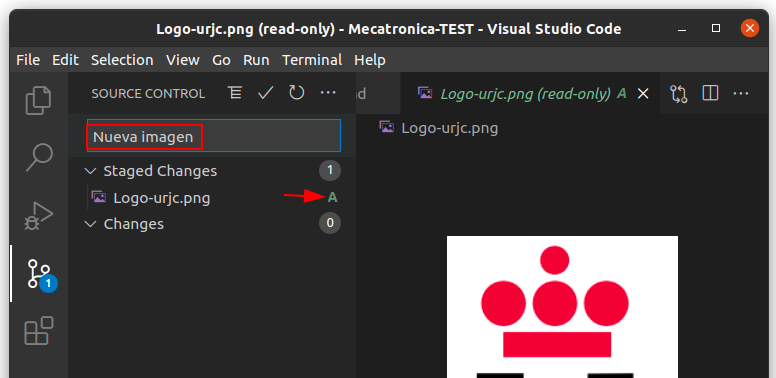 Logo-urjc.png (read-only) - Mecatronica-TEST - Visual Studio Code
File Edit Selection View Go Run Terminal Help
SOURCE CONTROL
Nueva imagen
Staged Changes 1
Logo-urjc.png A
Changes 0
1
d Logo-urjc.png (read-only) A
Logo-urjc.png